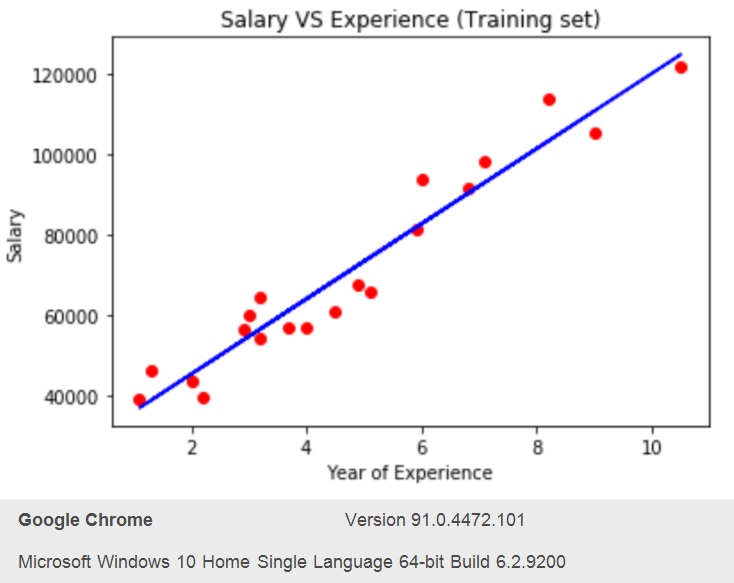 Salary VS Experience (Training set)
120000
100000
80000
60000
40000
Salary
2 4 6 8 10
Year of Experience
Google Chrome Version 91.0.4472.101
Microsoft Windows 10 Home Single Language 64-bit Build 6.2.9200